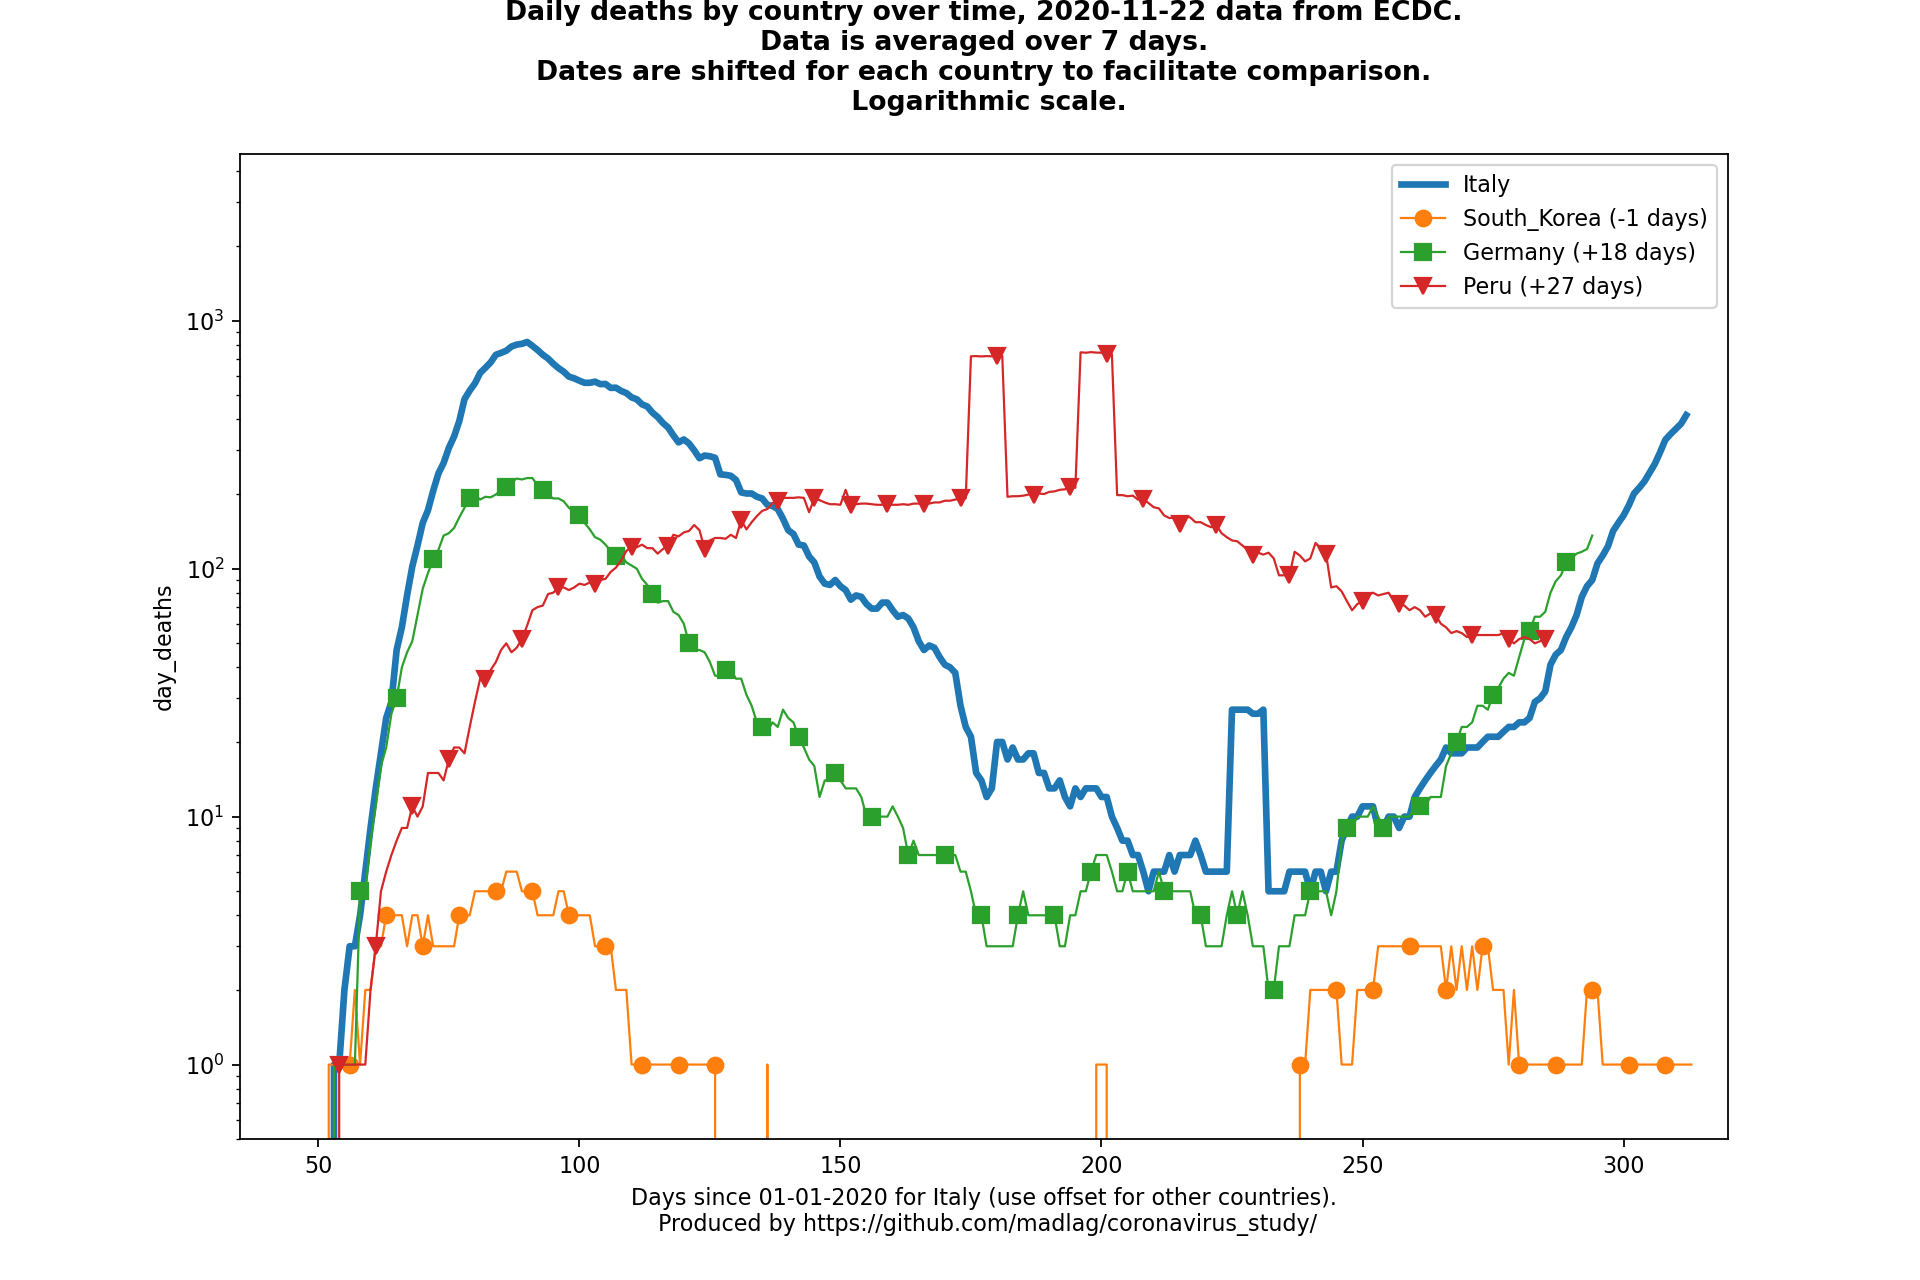 Daily deaths by country over time, 2020-11-22 data from ECDC.
Data is averaged over 7 days.
Dates are shifted for each country to facilitate comparison.
Logarithmic scale.
Italy
South_Korea (-1 days)
Germany (+18 days)
Peru (+27 days)
day_deaths
10³
10²
10¹
10⁰
50 100 150 200 250 300
Days since 01-01-2020 for Italy (use offset for other countries).
Produced by https://github.com/madlag/coronavirus_study/